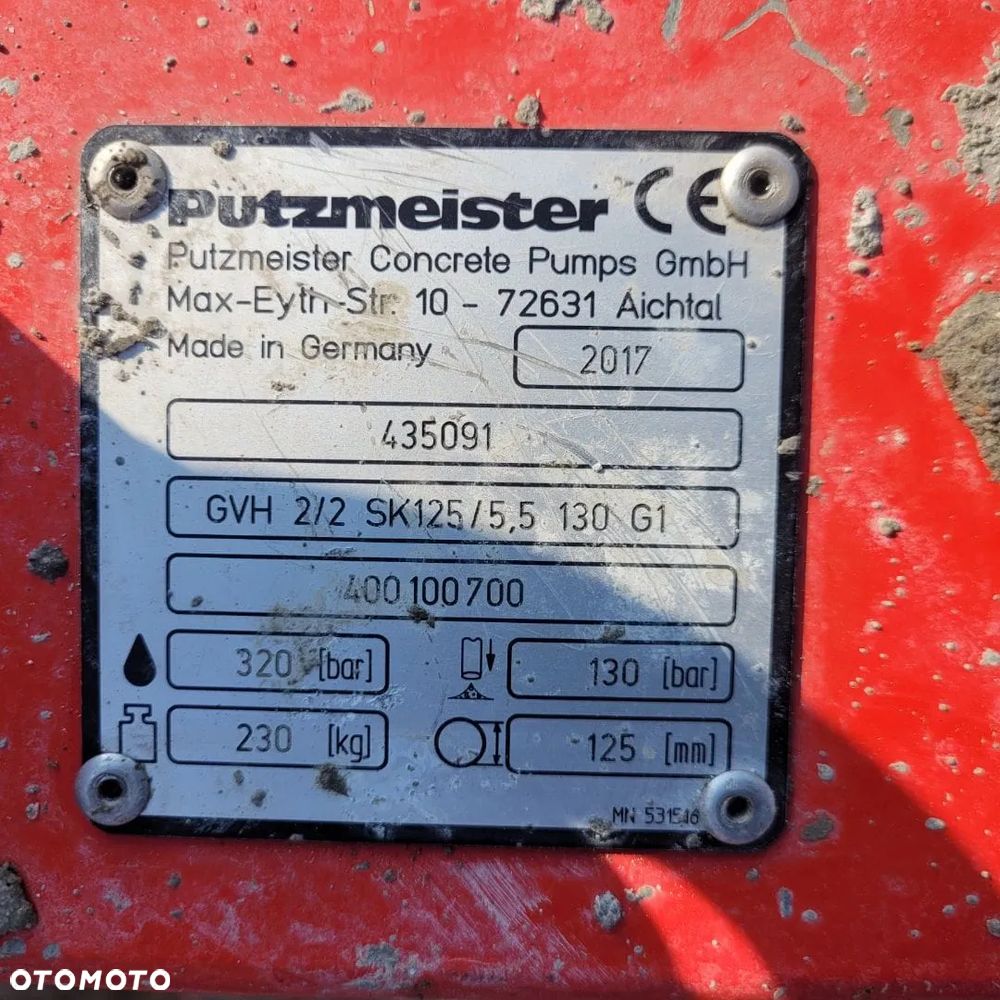 Putzmeister CE
Putzmeister Concrete Pumps GmbH
Max-Eyth-Str. 10 - 72631 Aichtal
Made in Germany 2017
435091
GVH 2/2 SK125/5,5 130 G1
400100700
320 [bar] 130 [bar]
230 [kg] 125 [mm]
MN
OTOMOTO